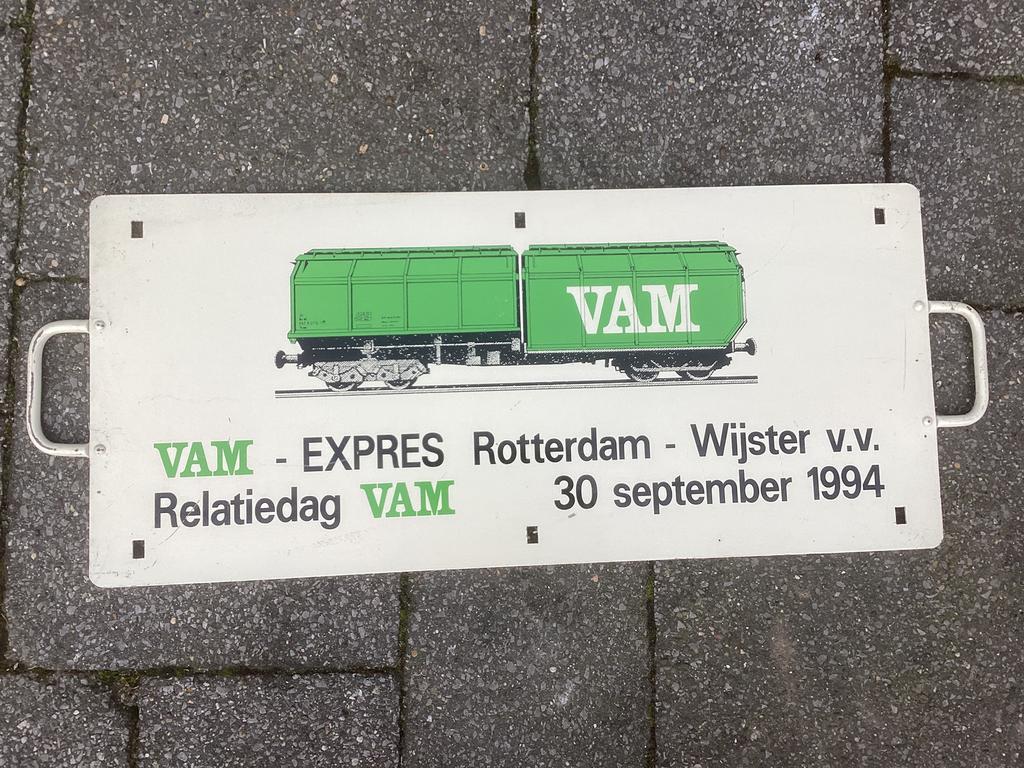 VAM
VAM - EXPRES Rotterdam - Wijster v.v.
Relatiedag VAM 30 september 1994